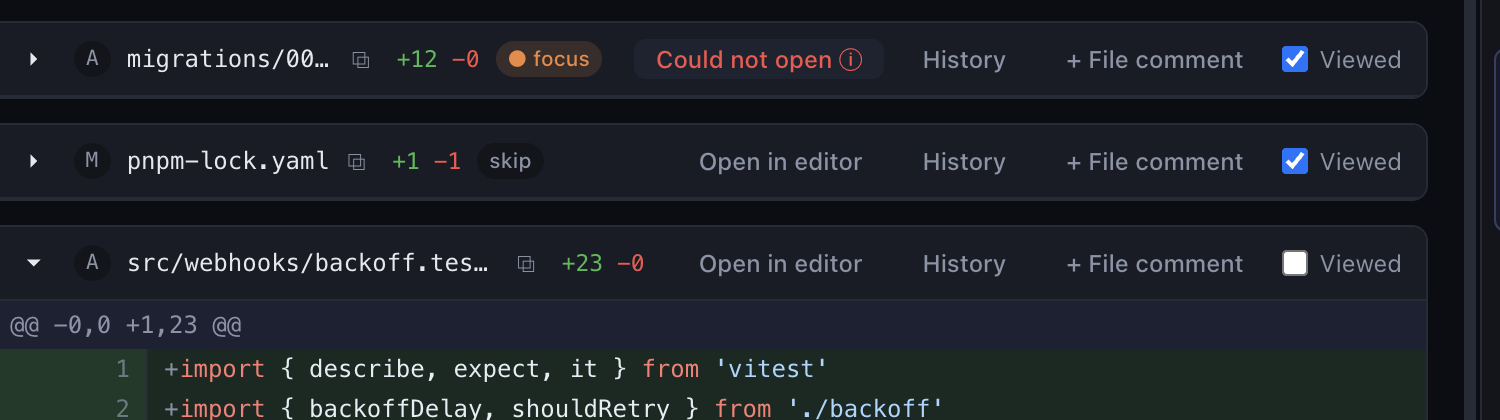 A migrations/00… +12 −0 focus Could not open ⓘ History + File comment Viewed
M pnpm-lock.yaml +1 −1 skip Open in editor History + File comment Viewed
A src/webhooks/backoff.tes… +23 −0 Open in editor History + File comment Viewed
@@ −0,0 +1,23 @@
1 +import { describe, expect, it } from 'vitest'
2 +import { backoffDelay, shouldRetry } from './backoff'